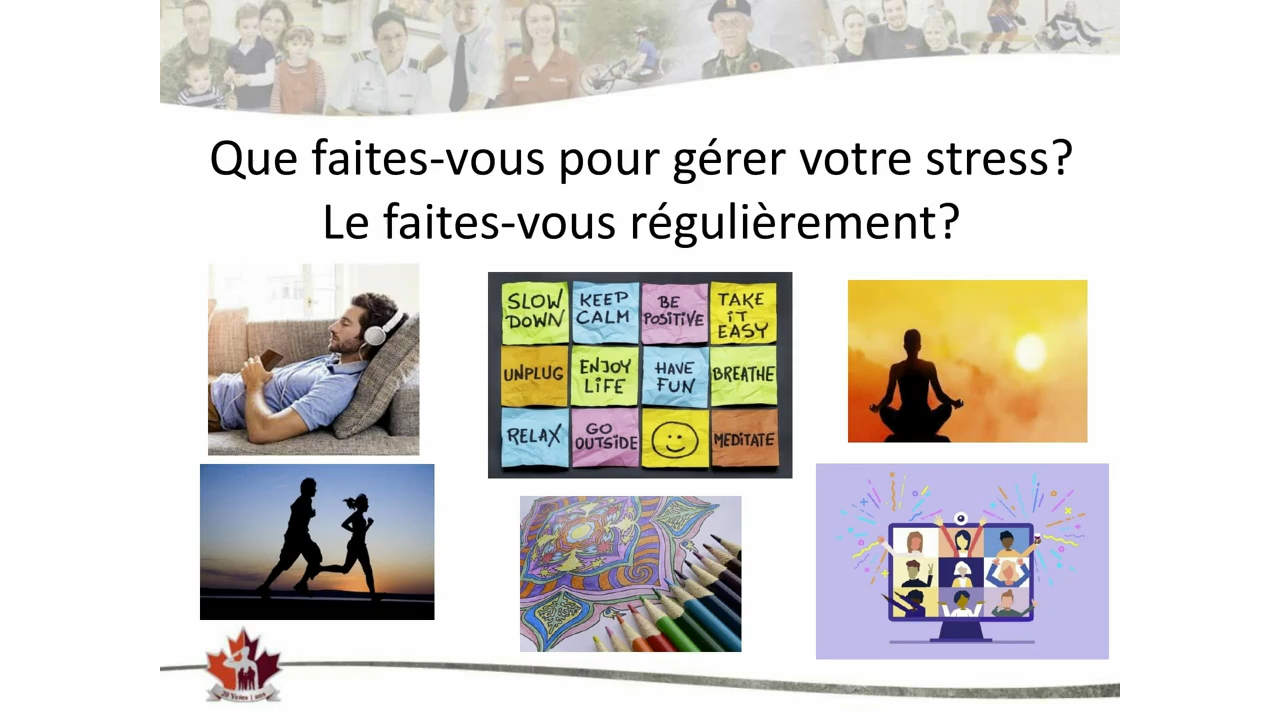 Que faites-vous pour gérer votre stress?
Le faites-vous régulièrement?
SLOW DOWN
KEEP CALM
BE POSITIVE
TAKE IT EASY
UNPLUG
ENJOY LIFE
HAVE FUN
BREATHE
RELAX
GO OUTSIDE
MEDITATE